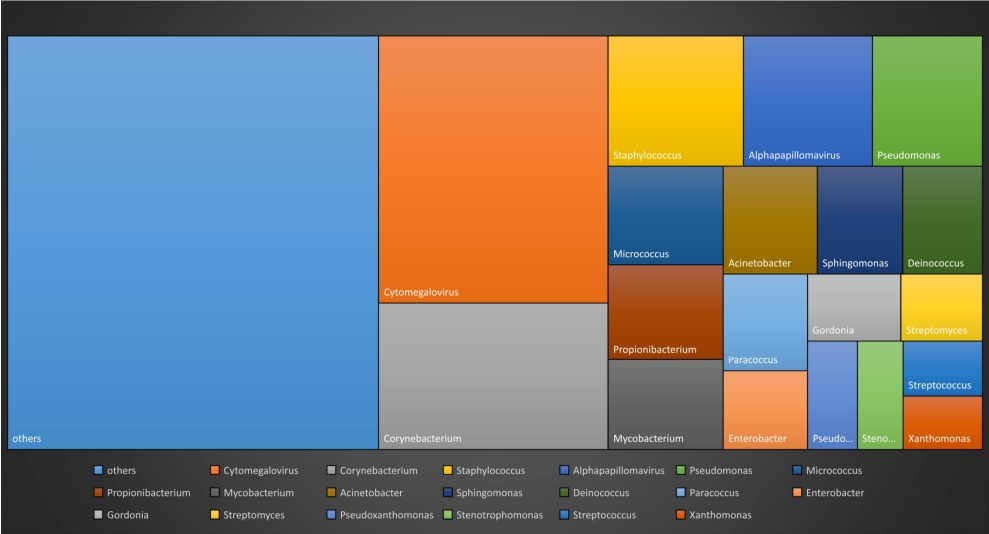 Staphylococcus
Alphapapillomavirus
Pseudomonas
Micrococcus
Acinetobacter
Sphingomonas
Deinococcus
Cytomegalovirus
Gordonia
Streptomyces
Propionibacterium
Paracoccus
Streptococcus
others
Corynebacterium
Mycobacterium
Enterobacter
Pseudo...
Steno...
Xanthomonas
others Cytomegalovirus Corynebacterium Staphylococcus Alphapapillomavirus Pseudomonas Micrococcus
Propionibacterium Mycobacterium Acinetobacter Sphingomonas Deinococcus Paracoccus Enterobacter
Gordonia Streptomyces Pseudoxanthomonas Stenotrophomonas Streptococcus Xanthomonas